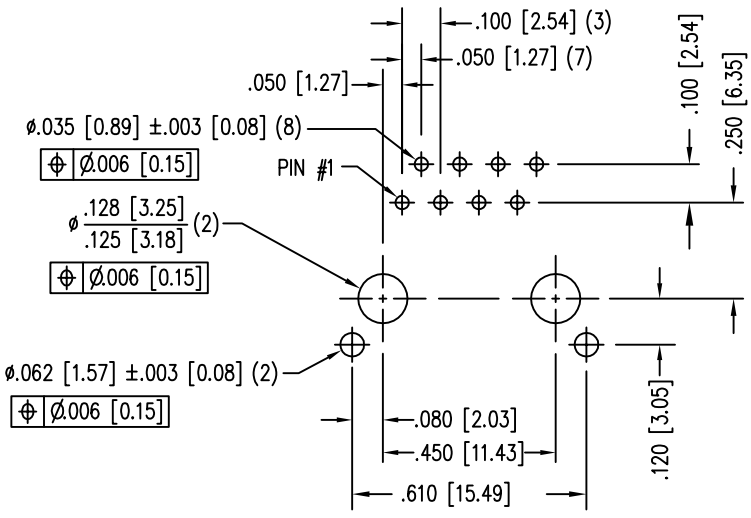 .100 [2.54] (3)
.050 [1.27] (7)
.050 [1.27]
.100 [2.54]
.250 [6.35]
ø.035 [0.89] ±.003 [0.08] (8)
⌖ Ø.006 [0.15]
PIN #1
ø .128 [3.25]
.125 [3.18] (2)
⌖ Ø.006 [0.15]
ø.062 [1.57] ±.003 [0.08] (2)
⌖ Ø.006 [0.15]
.080 [2.03]
.450 [11.43]
.610 [15.49]
.120 [3.05]